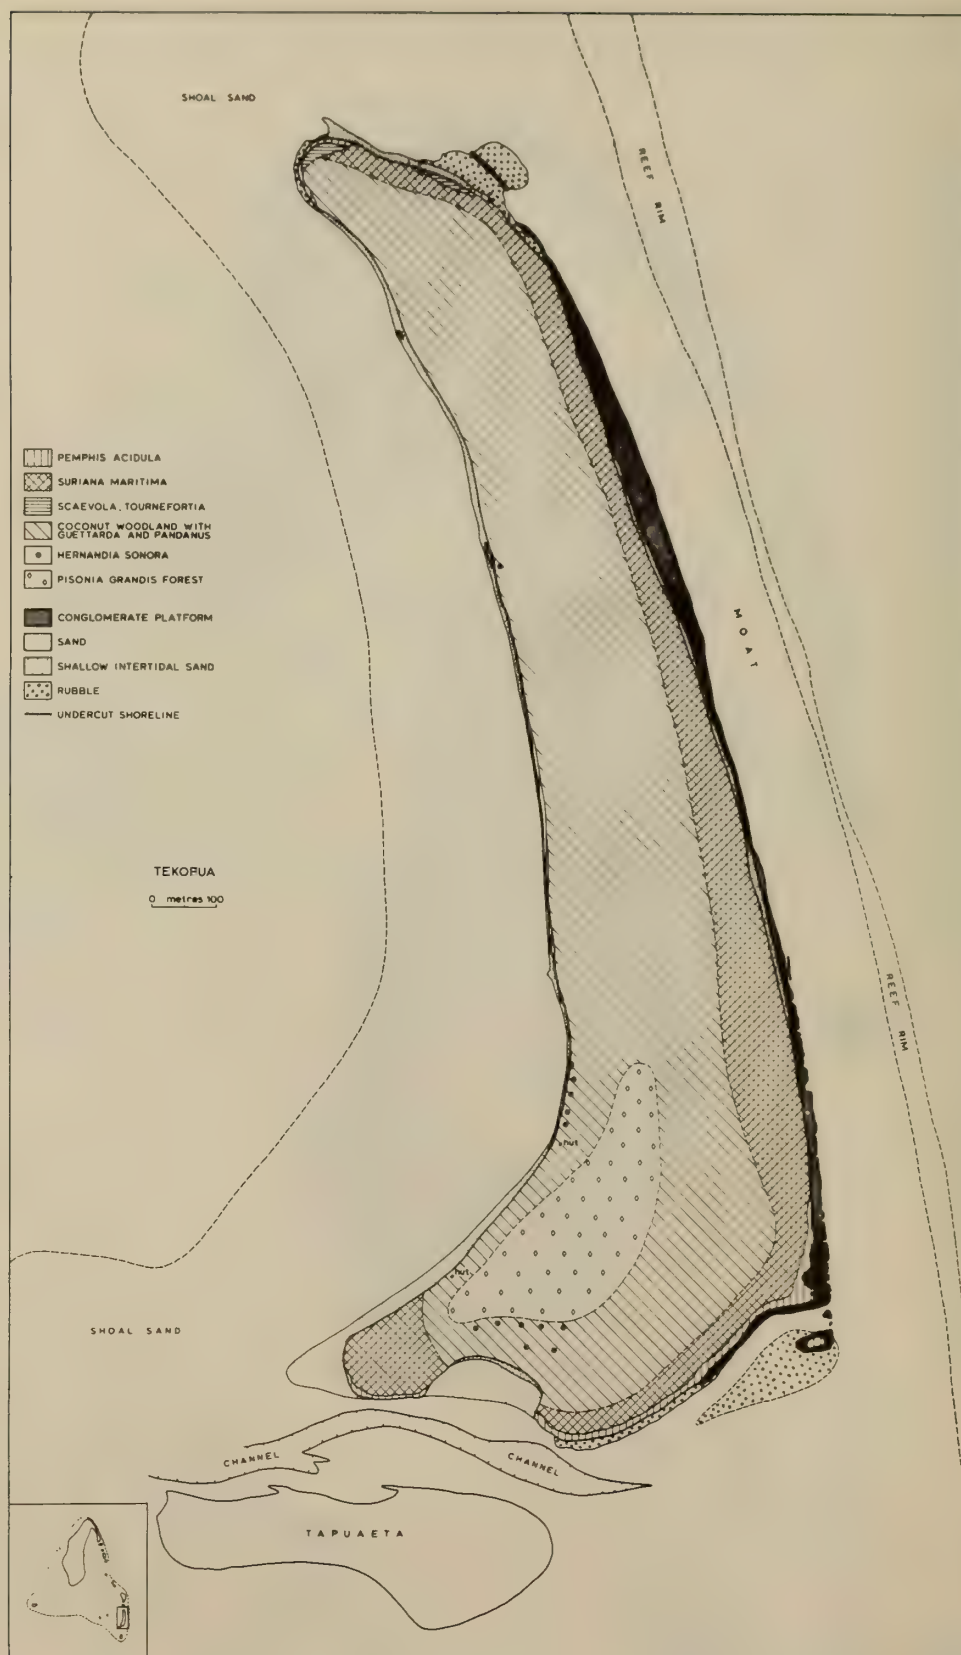 SHOAL SAND
REEF RIM
PEMPHIS ACIDULA
SURIANA MARITIMA
SCAEVOLA, TOURNEFORTIA
COCONUT WOODLAND WITH
GUETTARDA AND PANDANUS
HERNANDIA SONORA
PISONIA GRANDIS FOREST
CONGLOMERATE PLATFORM
SAND
SHALLOW INTERTIDAL SAND
RUBBLE
UNDERCUT SHORELINE
MOAT
TEKOPUA
0 metres 100
REEF RIM
hut
hut
SHOAL SAND
CHANNEL
CHANNEL
TAPUAETA